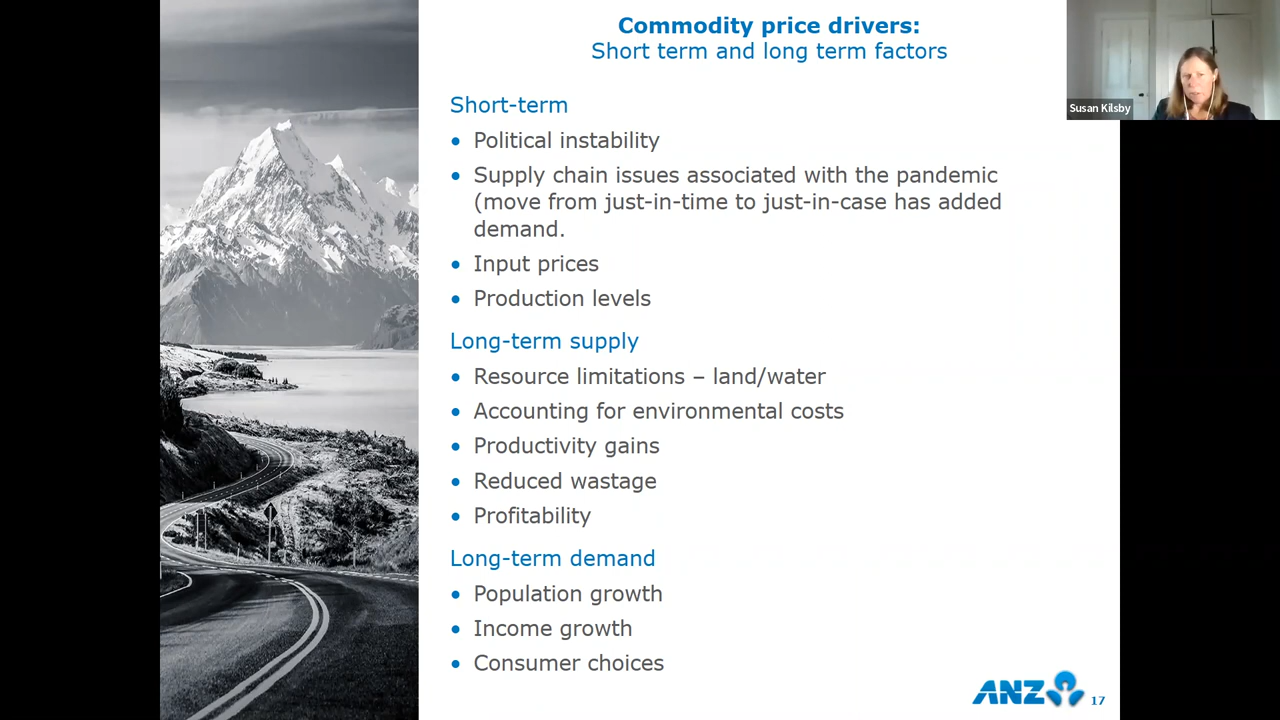 Commodity price drivers:
Short term and long term factors
Susan Kilsby
Short-term
• Political instability
• Supply chain issues associated with the pandemic
(move from just-in-time to just-in-case has added
demand.
• Input prices
• Production levels
Long-term supply
• Resource limitations – land/water
• Accounting for environmental costs
• Productivity gains
• Reduced wastage
• Profitability
Long-term demand
• Population growth
• Income growth
• Consumer choices
ANZ
17